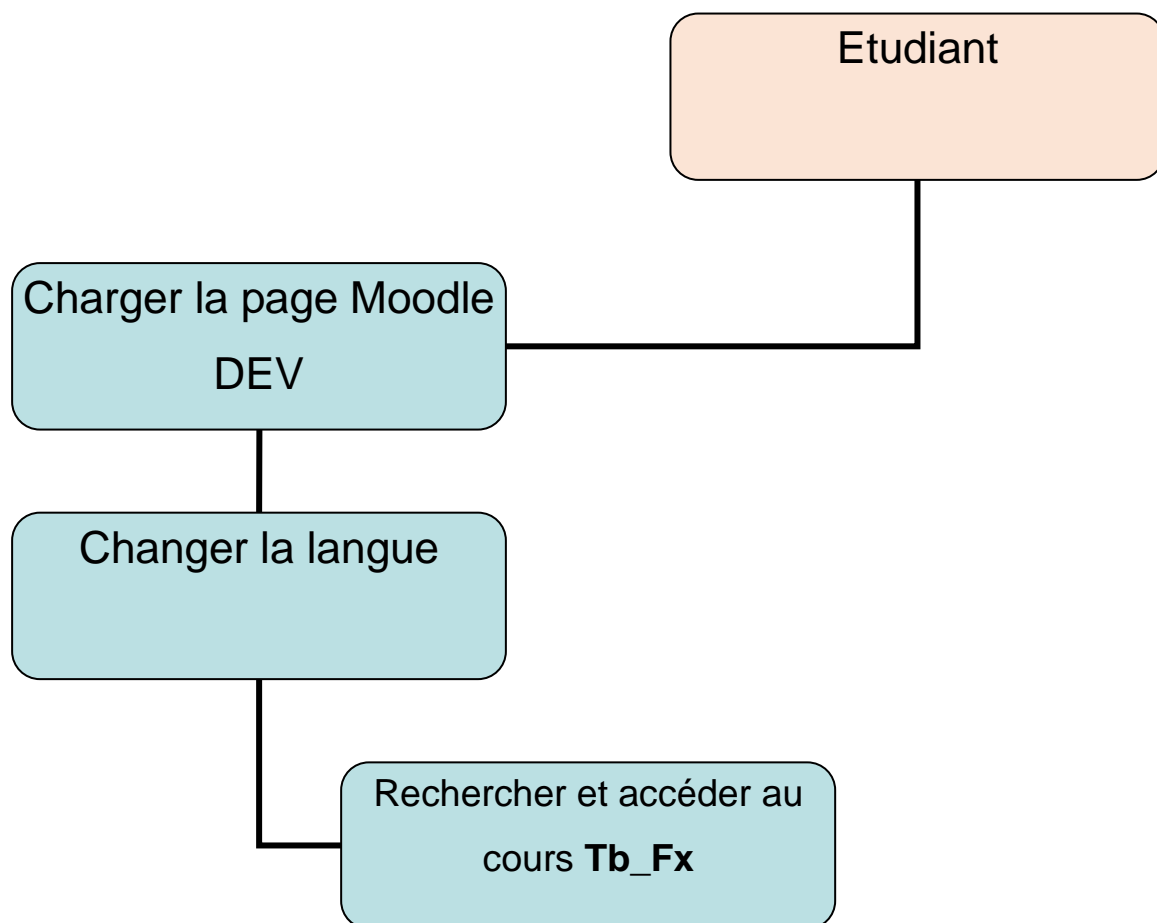 Etudiant
Charger la page Moodle
DEV
Changer la langue
Rechercher et accéder au
cours Tb_Fx